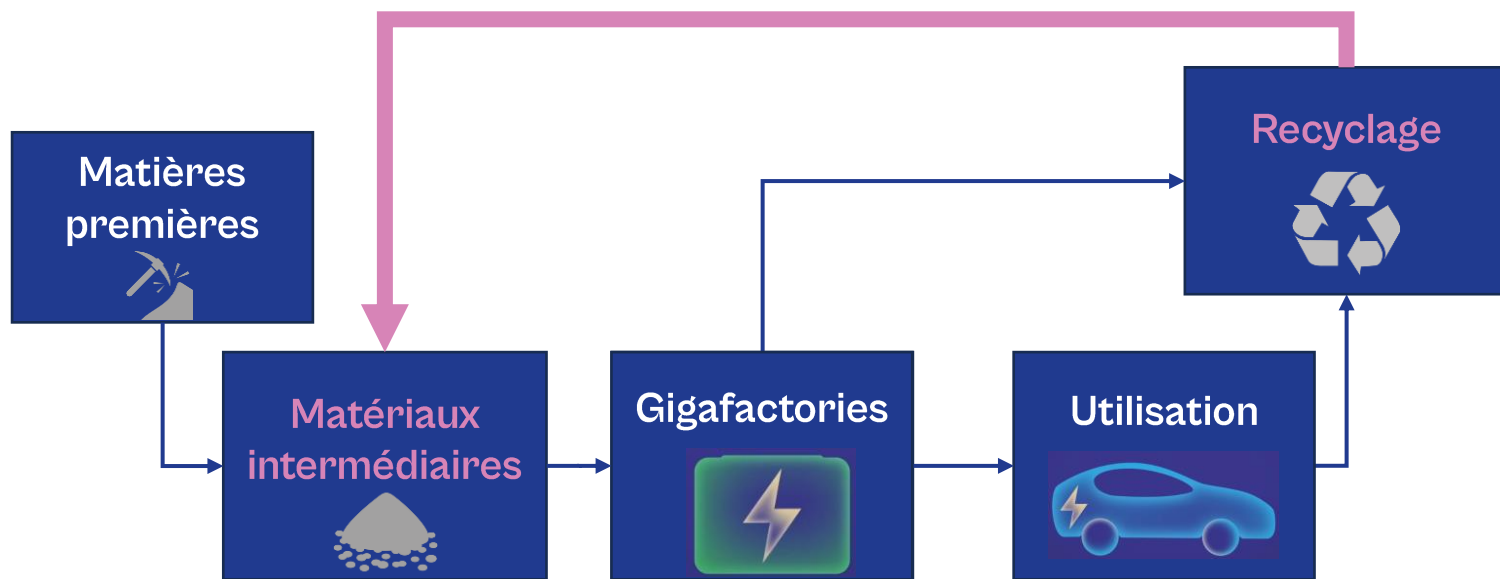 Matières
premières
Matériaux
intermédiaires
Gigafactories
Utilisation
Recyclage